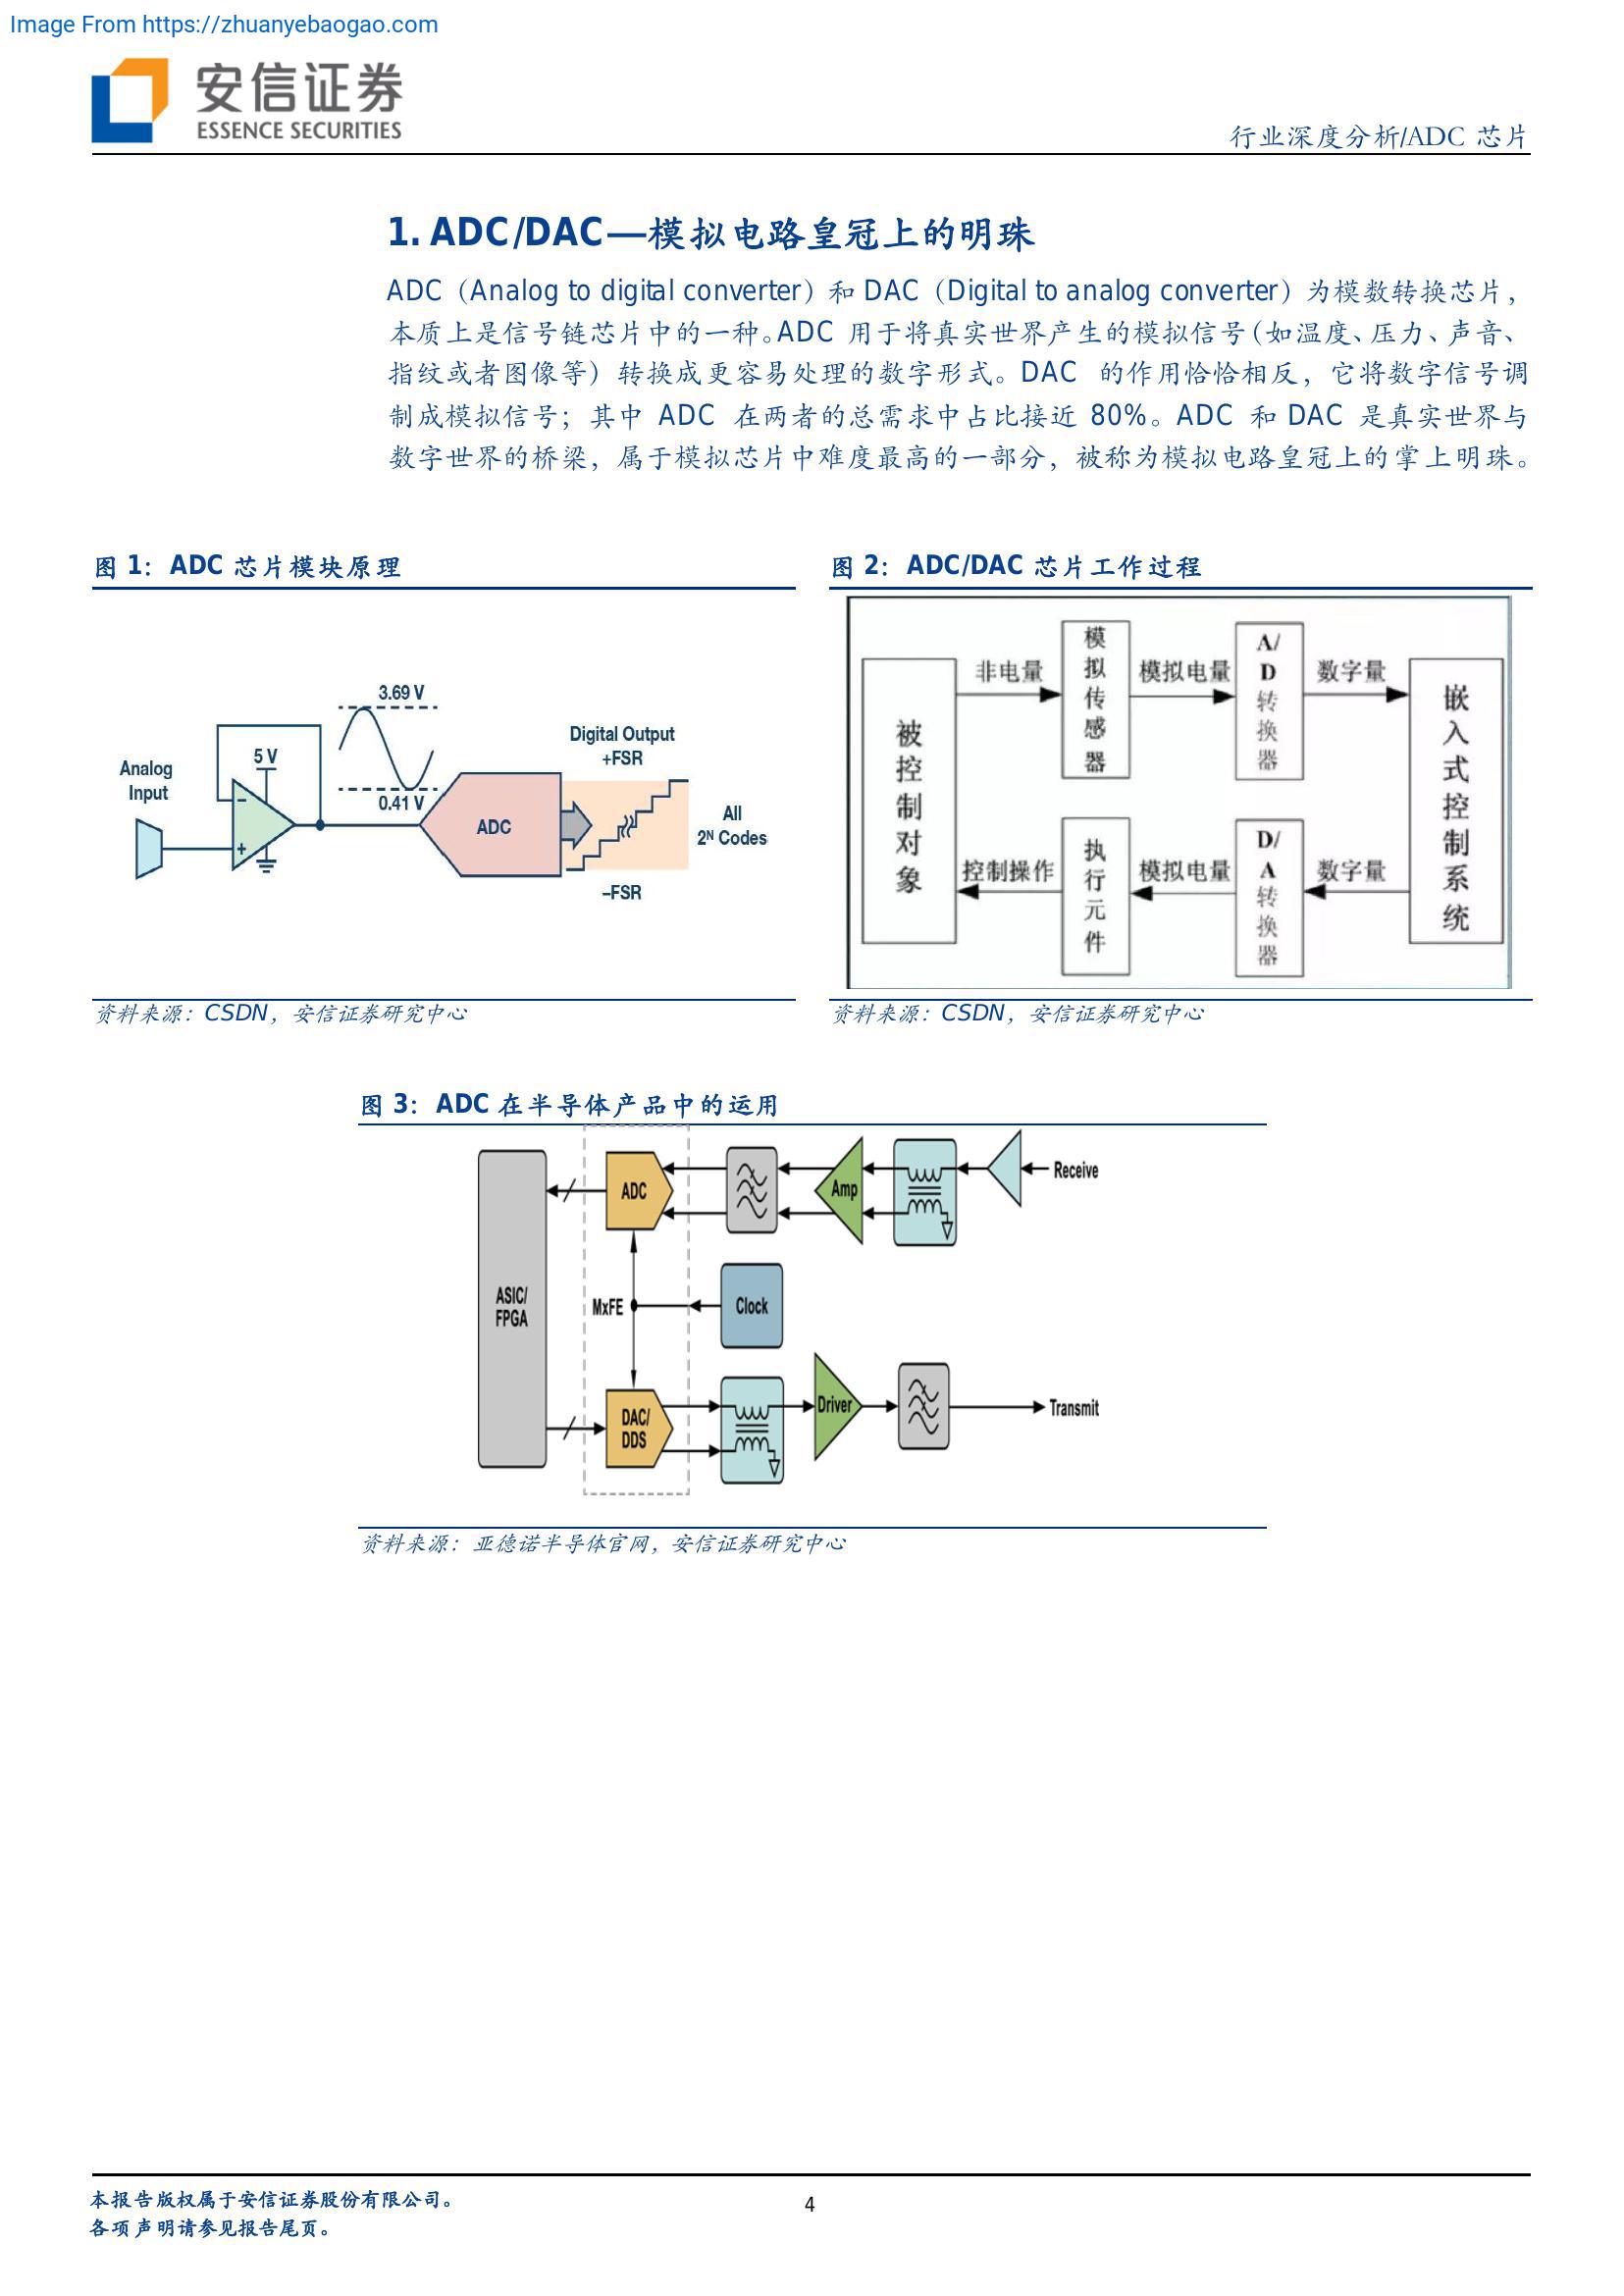 Image From https://zhuanyebaogao.com
安信证券
ESSENCE SECURITIES
行业深度分析/ADC 芯片
1. ADC/DAC—模拟电路皇冠上的明珠
ADC（Analog to digital converter）和 DAC（Digital to analog converter）为模数转换芯片，
本质上是信号链芯片中的一种。ADC 用于将真实世界产生的模拟信号（如温度、压力、声音、
指纹或者图像等）转换成更容易处理的数字形式。DAC 的作用恰恰相反，它将数字信号调
制成模拟信号；其中 ADC 在两者的总需求中占比接近 80%。ADC 和 DAC 是真实世界与
数字世界的桥梁，属于模拟芯片中难度最高的一部分，被称为模拟电路皇冠上的掌上明珠。
图 1：ADC 芯片模块原理
Analog
Input
5 V
3.69 V
0.41 V
ADC
Digital Output
+FSR
–FSR
All
2ᴺ Codes
资料来源：CSDN，安信证券研究中心
图 2：ADC/DAC 芯片工作过程
被控制对象
非电量
模拟传感器
模拟电量
A/D转换器
数字量
嵌入式控制系统
控制操作
执行元件
模拟电量
D/A转换器
数字量
资料来源：CSDN，安信证券研究中心
图 3：ADC 在半导体产品中的运用
ASIC/
FPGA
ADC
Amp
Receive
MxFE
Clock
DAC/
DDS
Driver
Transmit
资料来源：亚德诺半导体官网，安信证券研究中心
本报告版权属于安信证券股份有限公司。
各项声明请参见报告尾页。
4